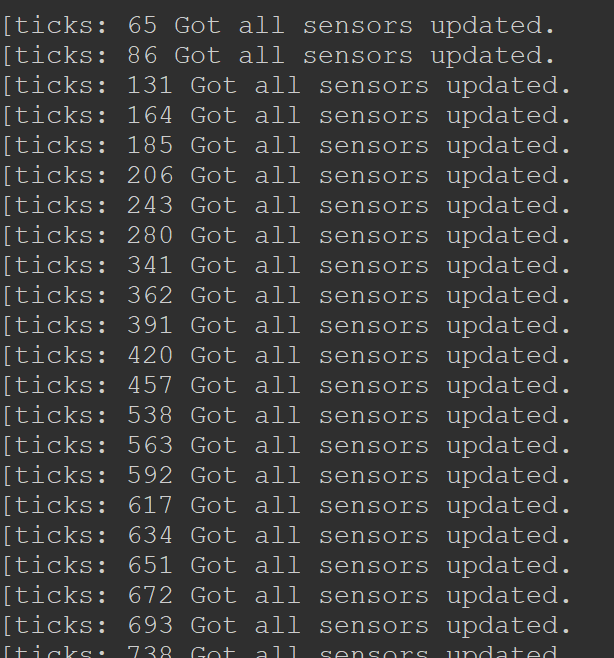 [ticks: 65 Got all sensors updated.
[ticks: 86 Got all sensors updated.
[ticks: 131 Got all sensors updated.
[ticks: 164 Got all sensors updated.
[ticks: 185 Got all sensors updated.
[ticks: 206 Got all sensors updated.
[ticks: 243 Got all sensors updated.
[ticks: 280 Got all sensors updated.
[ticks: 341 Got all sensors updated.
[ticks: 362 Got all sensors updated.
[ticks: 391 Got all sensors updated.
[ticks: 420 Got all sensors updated.
[ticks: 457 Got all sensors updated.
[ticks: 538 Got all sensors updated.
[ticks: 563 Got all sensors updated.
[ticks: 592 Got all sensors updated.
[ticks: 617 Got all sensors updated.
[ticks: 634 Got all sensors updated.
[ticks: 651 Got all sensors updated.
[ticks: 672 Got all sensors updated.
[ticks: 693 Got all sensors updated.
[ticks: 738 Got all sensors updated.